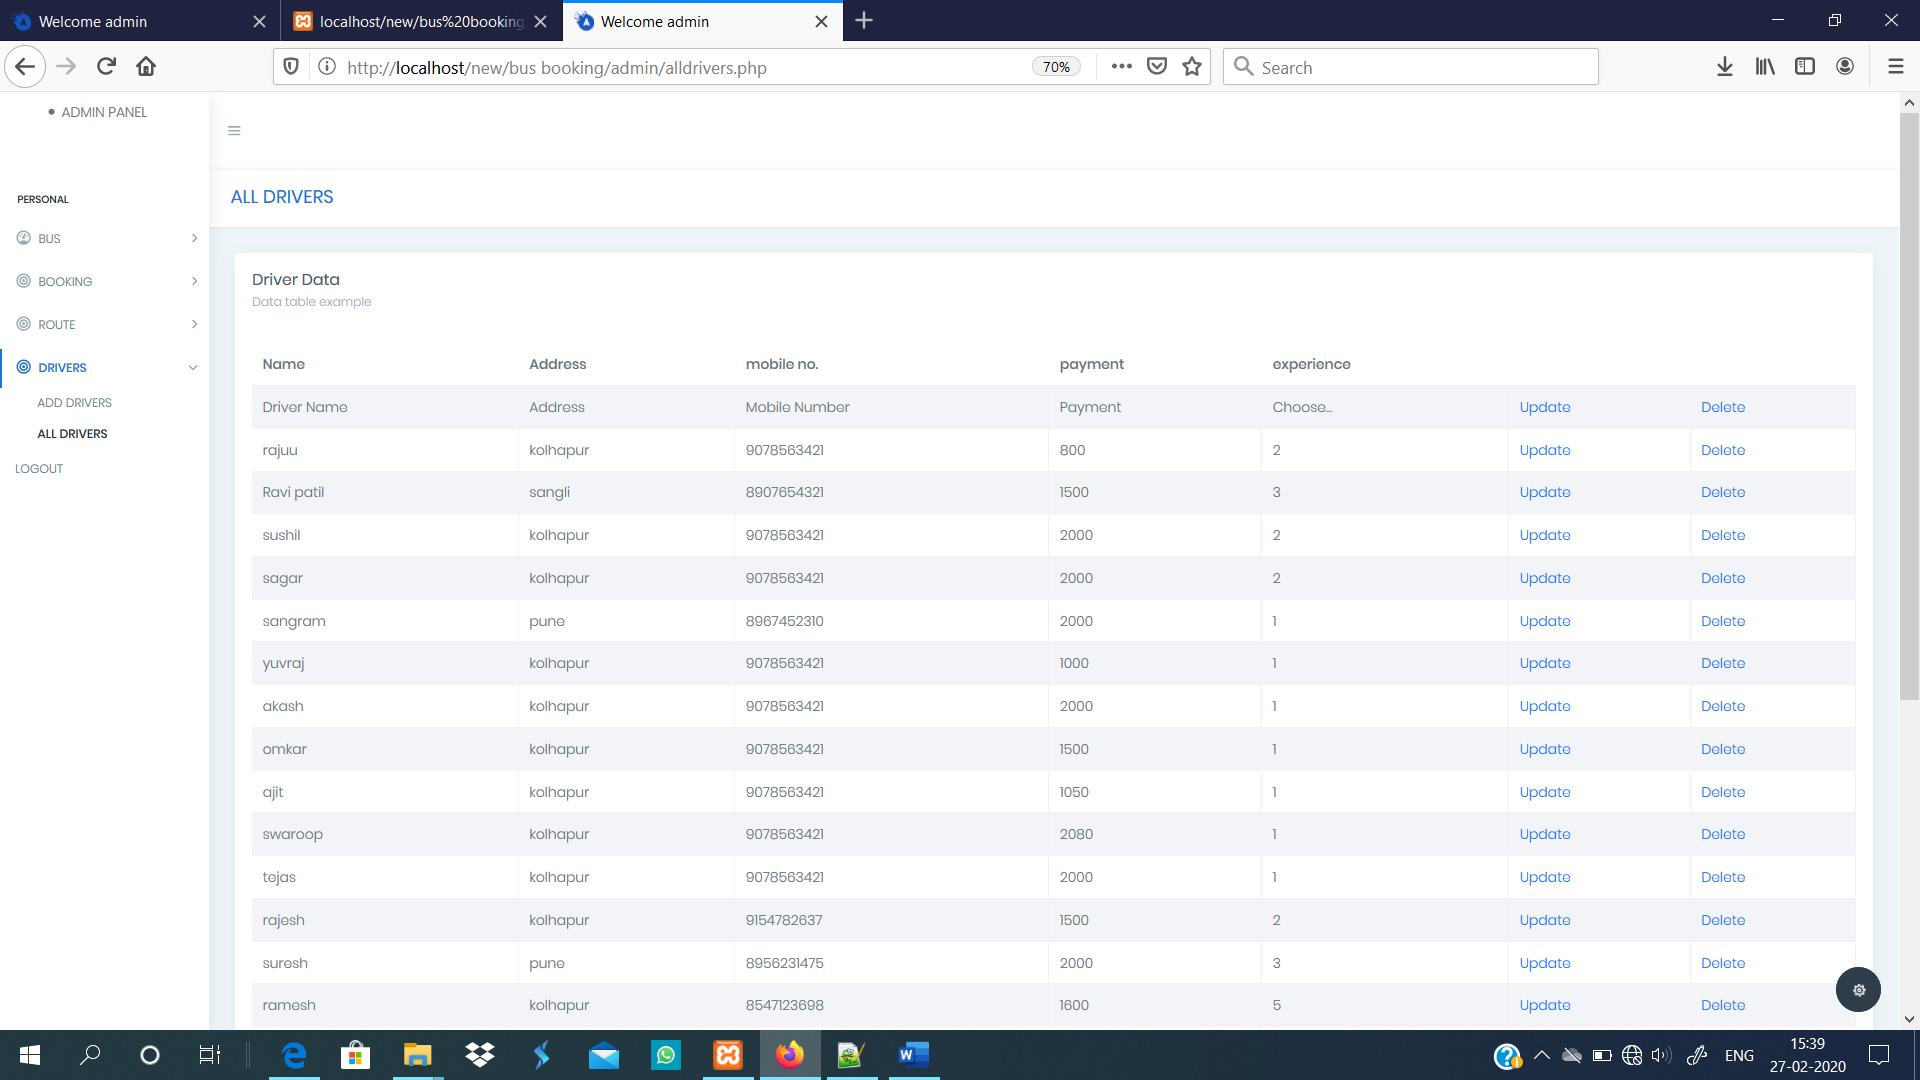 Welcome admin
localhost/new/bus%20booking
Welcome admin
http://localhost/new/bus booking/admin/alldrivers.php
70%
Search
ADMIN PANEL
PERSONAL
BUS
BOOKING
ROUTE
DRIVERS
ADD DRIVERS
ALL DRIVERS
LOGOUT
ALL DRIVERS
Driver Data
Data table example
Name Address mobile no. payment experience
Driver Name Address Mobile Number Payment Choose... Update Delete
rajuu kolhapur 9078563421 800 2 Update Delete
Ravi patil sangli 8907654321 1500 3 Update Delete
sushil kolhapur 9078563421 2000 2 Update Delete
sagar kolhapur 9078563421 2000 2 Update Delete
sangram pune 8967452310 2000 1 Update Delete
yuvraj kolhapur 9078563421 1000 1 Update Delete
akash kolhapur 9078563421 2000 1 Update Delete
omkar kolhapur 9078563421 1500 1 Update Delete
ajit kolhapur 9078563421 1050 1 Update Delete
swaroop kolhapur 9078563421 2080 1 Update Delete
tejas kolhapur 9078563421 2000 1 Update Delete
rajesh kolhapur 9154782637 1500 2 Update Delete
suresh pune 8956231475 2000 3 Update Delete
ramesh kolhapur 8547123698 1600 5 Update Delete
ENG
15:39
27-02-2020